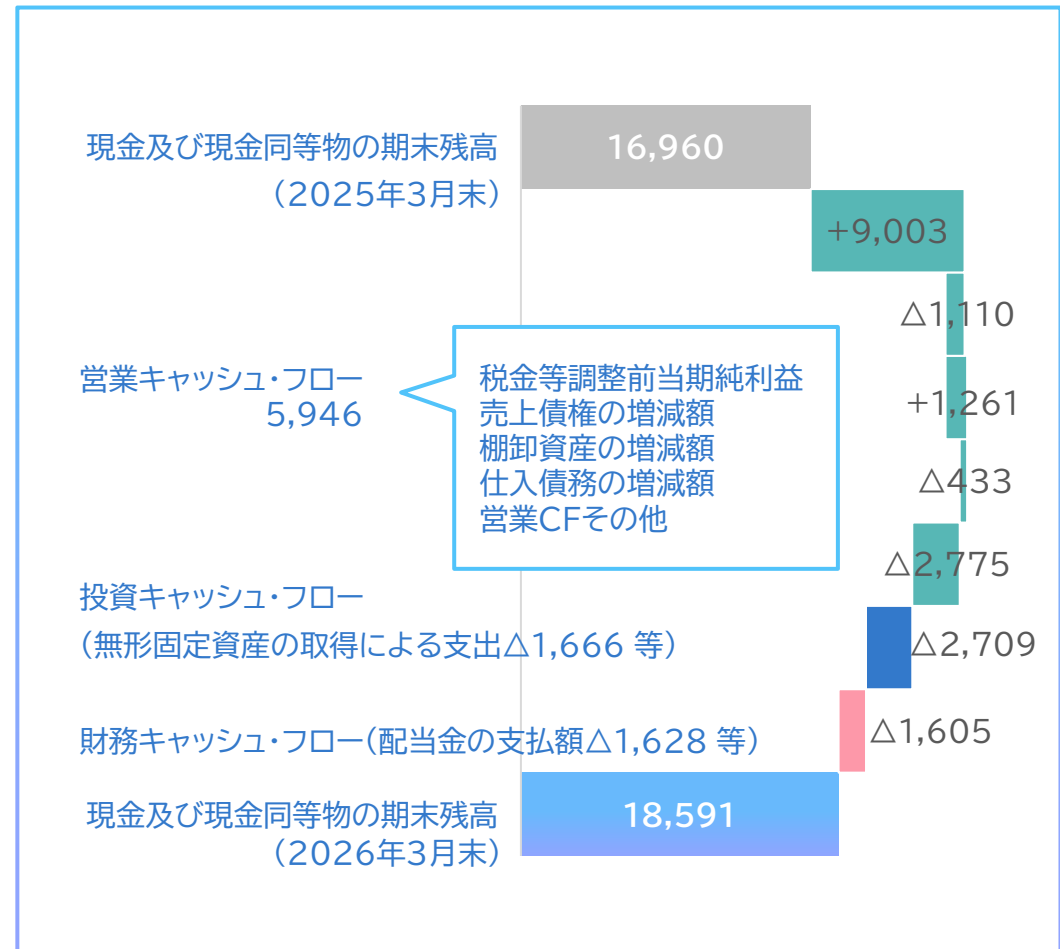 現金及び現金同等物の期末残高
（2025年3月末）
16,960
+9,003
△1,110
営業キャッシュ・フロー
5,946
税金等調整前当期純利益
売上債権の増減額
棚卸資産の増減額
仕入債務の増減額
営業CFその他
+1,261
△433
△2,775
投資キャッシュ・フロー
（無形固定資産の取得による支出△1,666 等）
△2,709
財務キャッシュ・フロー（配当金の支払額△1,628 等）
△1,605
現金及び現金同等物の期末残高
（2026年3月末）
18,591